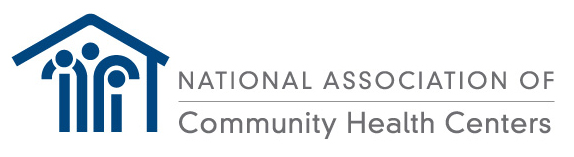 NATIONAL ASSOCIATION OF
Community Health Centers